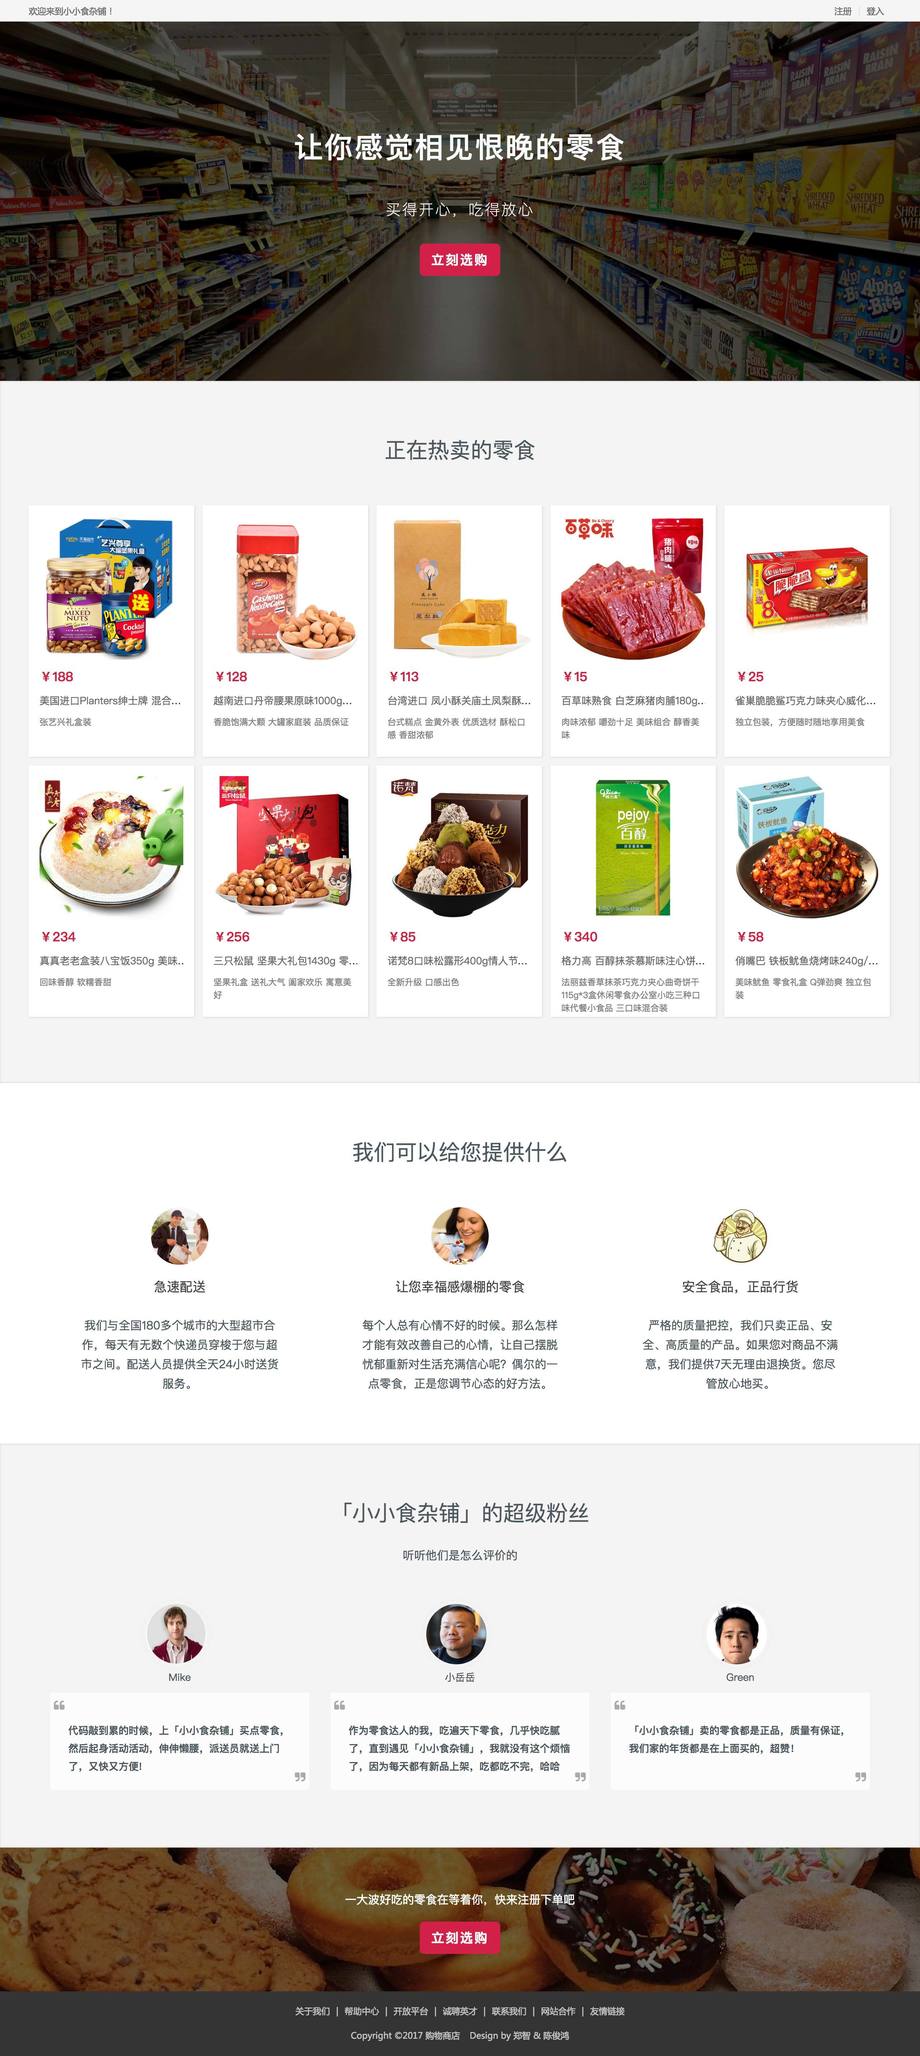 欢迎来到小小食杂铺！
注册 | 登入
让你感觉相见恨晚的零食
买得开心，吃得放心
立刻选购
正在热卖的零食
艺兴尊享
MIXED
NUTS
送
PLANTERS
Cocktail
¥188
美国进口Planters绅士牌 混合...
张艺兴礼盒装
Cashews
¥128
越南进口丹帝腰果原味1000g...
香脆饱满大颗 大罐家庭装 品质保证
¥113
台湾进口 凤小酥关庙土凤梨酥...
台式糕点 金黄外表 优质选材 酥松口
感 香甜浓郁
百草味
猪肉脯
¥15
百草味熟食 白芝麻猪肉脯180g...
肉味浓郁 嚼劲十足 美味组合 醇香美
味
脆脆鲨
8
¥25
雀巢脆脆鲨巧克力味夹心威化...
独立包装，方便随时随地享用美食
¥234
真真老老盒装八宝饭350g 美味...
回味香醇 软糯香甜
三只松鼠
坚果大礼包
¥256
三只松鼠 坚果大礼包1430g 零...
坚果礼盒 送礼大气 阖家欢乐 寓意美
好
诺梵
¥85
诺梵8口味松露形400g情人节...
全新升级 口感出色
pejoy
百醇
¥340
格力高 百醇抹茶慕斯味注心饼...
法丽兹香草抹茶巧克力夹心曲奇饼干
115g*3盒休闲零食办公室小吃三种口
味代餐小食品 三口味混合装
铁板鱿鱼
¥58
俏嘴巴 铁板鱿鱼烧烤味240g/...
美味鱿鱼 零食礼盒 Q弹劲爽 独立包
装
我们可以给您提供什么
急速配送
我们与全国180多个城市的大型超市合
作，每天有无数个快递员穿梭于您与超
市之间。配送人员提供全天24小时送货
服务。
让您幸福感爆棚的零食
每个人总有心情不好的时候。那么怎样
才能有效改善自己的心情，让自己摆脱
忧郁重新对生活充满信心呢？偶尔的一
点零食，正是您调节心态的好方法。
安全食品，正品行货
严格的质量把控，我们只卖正品、安
全、高质量的产品。如果您对商品不满
意，我们提供7天无理由退换货。您尽
管放心地买。
「小小食杂铺」的超级粉丝
听听他们是怎么评价的
Mike
代码敲到累的时候，上「小小食杂铺」买点零食，
然后起身活动活动，伸伸懒腰，派送员就送上门
了，又快又方便！
小岳岳
作为零食达人的我，吃遍天下零食，几乎快吃腻
了，直到遇见「小小食杂铺」，我就没有这个烦恼
了，因为每天都有新品上架，吃都吃不完，哈哈
Green
「小小食杂铺」卖的零食都是正品，质量有保证，
我们家的年货都是在上面买的，超赞！
一大波好吃的零食在等着你，快来注册下单吧
立刻选购
关于我们 | 帮助中心 | 开放平台 | 诚聘英才 | 联系我们 | 网站合作 | 友情链接
Copyright ©2017 购物商店 Design by 郑智 & 陈俊鸿